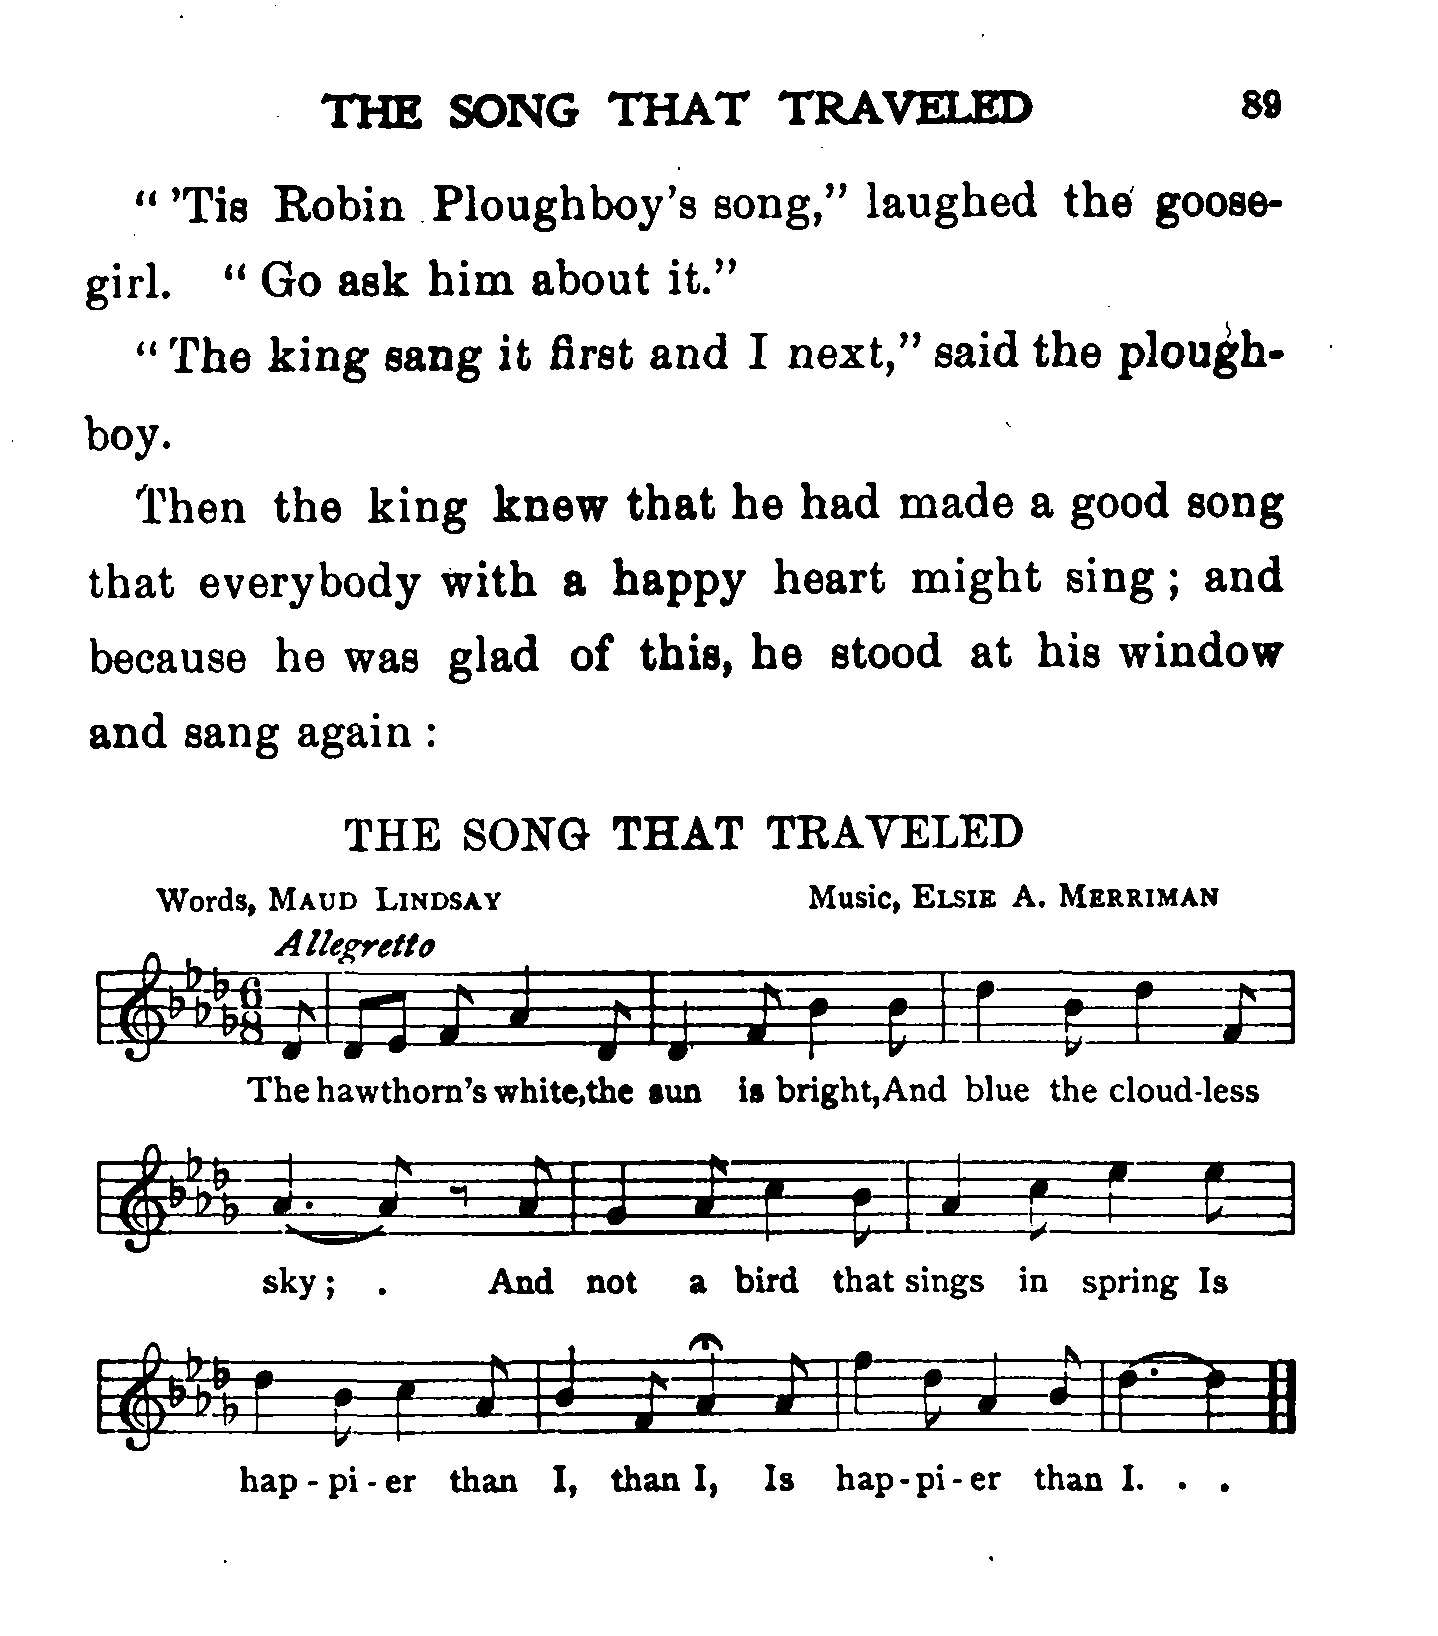 THE SONG THAT TRAVELED 89
“ ’Tis Robin Ploughboy’s song,” laughed the goose-
girl. “ Go ask him about it.”
“ The king sang it first and I next,” said the plough-
boy.
Then the king knew that he had made a good song
that everybody with a happy heart might sing ; and
because he was glad of this, he stood at his window
and sang again :
THE SONG THAT TRAVELED
Words, MAUD LINDSAY Music, ELSIE A. MERRIMAN
Allegretto
6
8
The hawthorn’s white, the sun is bright, And blue the cloud-less
sky ; . And not a bird that sings in spring Is
hap - pi - er than I, than I, Is hap - pi - er than I. . .